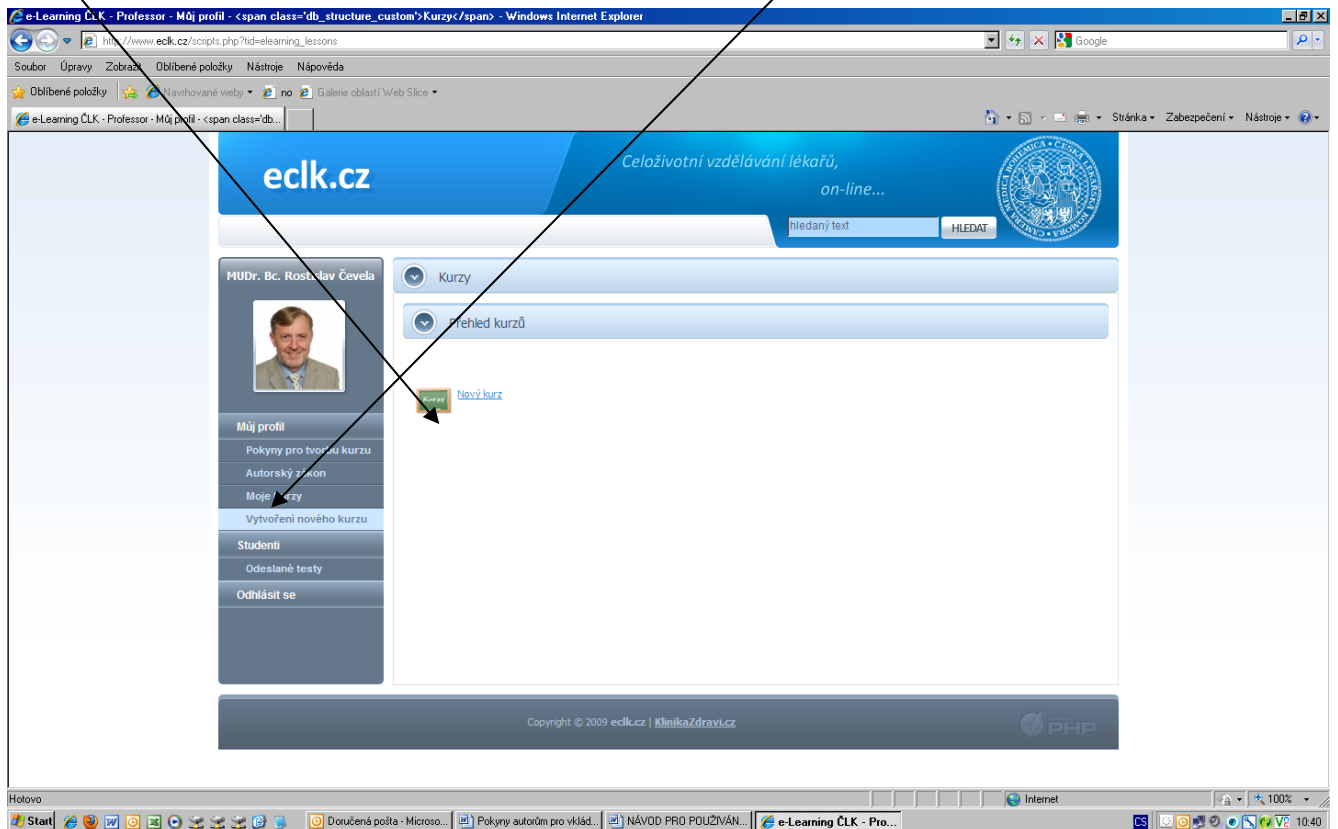 e-Learning ČLK - Professor - Můj profil - <span class='db_structure_custom'>Kurzy</span> - Windows Internet Explorer
http://www.eclk.cz/scripts.php?tid=elearning_lessons
Google
Soubor Úpravy Zobrazit Oblíbené položky Nástroje Nápověda
Oblíbené položky Navrhované weby no Galerie oblastí Web Slice
e-Learning ČLK - Professor - Můj profil - <span class='db...
Stránka Zabezpečení Nástroje
eclk.cz
Celoživotní vzdělávání lékařů,
on-line...
hledaný text
HLEDAT
MUDr. Bc. Rostislav Čevela
Kurzy
Přehled kurzů
Kurzy
Nový kurz
Můj profil
Pokyny pro tvorbu kurzu
Autorský zákon
Moje kurzy
Vytvoření nového kurzu
Studenti
Odeslané testy
Odhlásit se
Copyright © 2009 eclk.cz | KlinikaZdravi.cz
PHP
Hotovo
Internet
100%
Start
Doručená pošta - Microso...
Pokyny autorům pro vklád...
NÁVOD PRO POUŽÍVÁN...
e-Learning ČLK - Pro...
CS
10:40